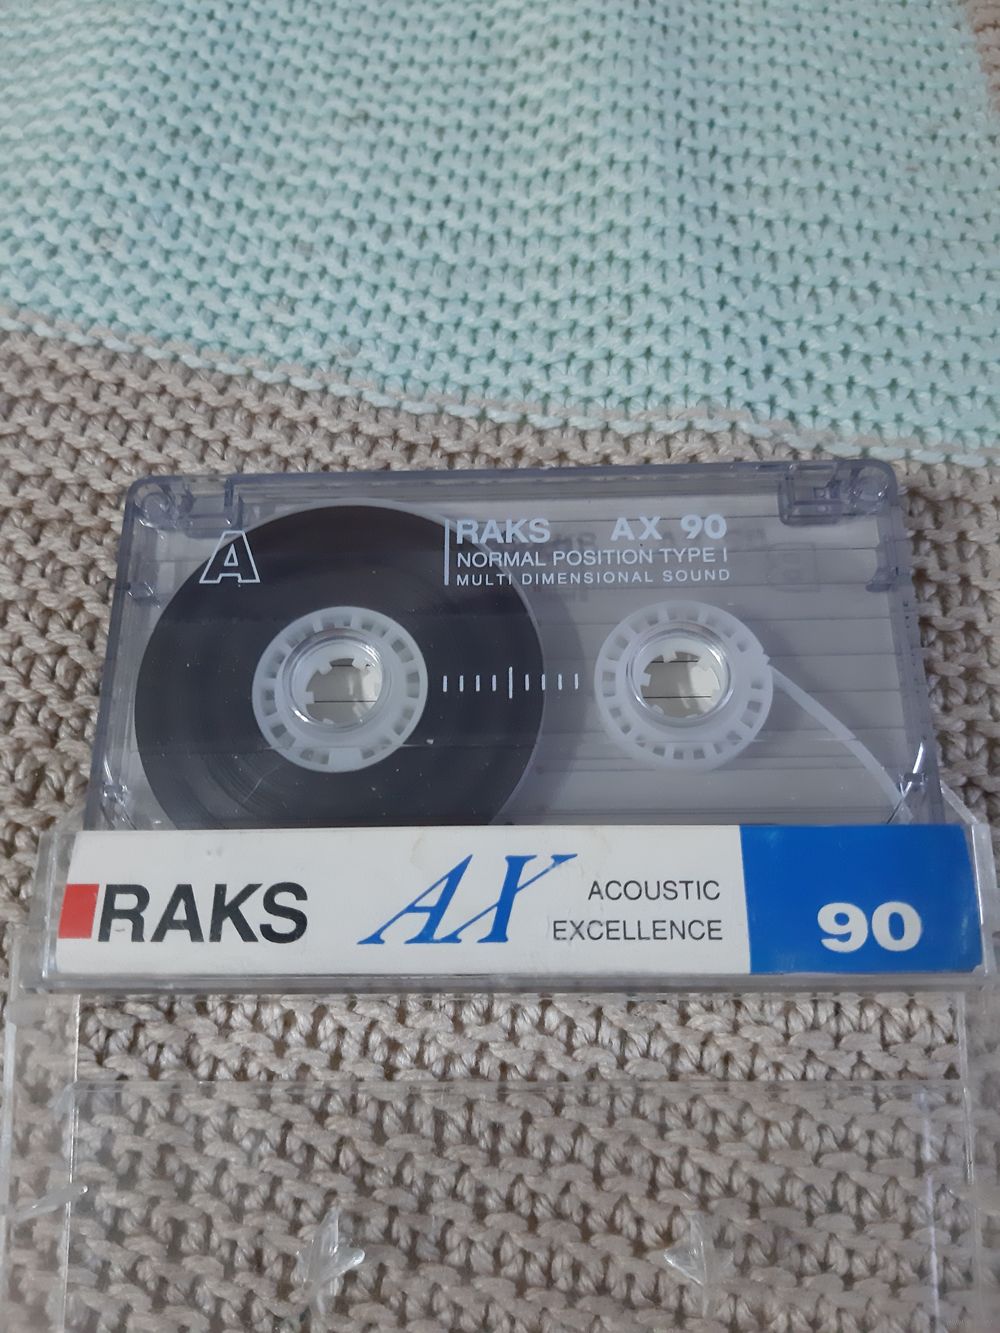 A
RAKS AX 90
NORMAL POSITION TYPE I
MULTI DIMENSIONAL SOUND
RAKS AX ACOUSTIC
EXCELLENCE 90